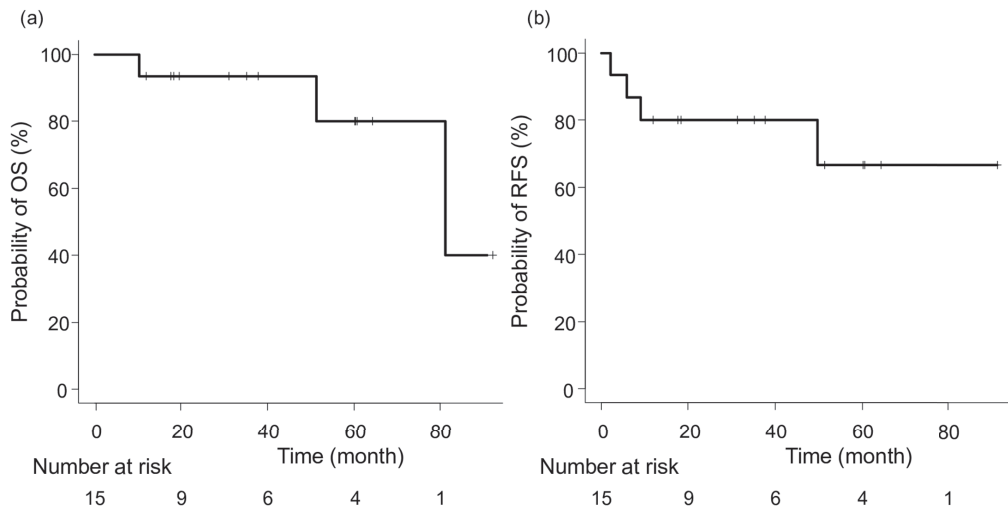 (a)
Probability of OS (%)
100
80
60
40
20
0
0 20 40 60 80
Time (month)
Number at risk
15 9 6 4 1
(b)
Probability of RFS (%)
100
80
60
40
20
0
0 20 40 60 80
Time (month)
Number at risk
15 9 6 4 1